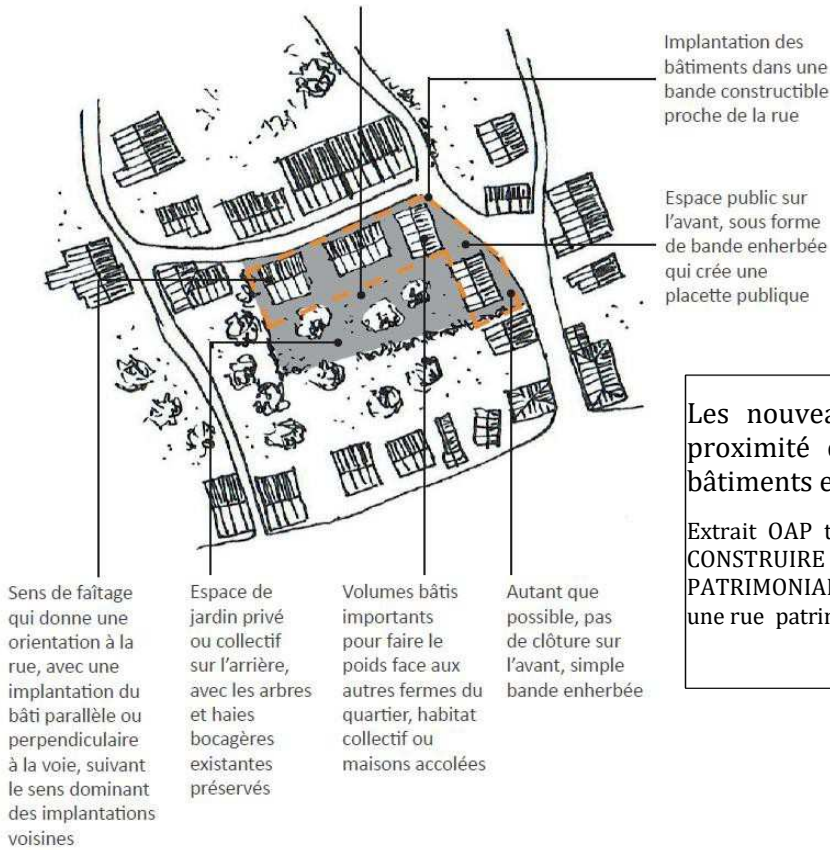 Implantation des
bâtiments dans une
bande constructible
proche de la rue
Espace public sur
l'avant, sous forme
de bande enherbée
qui crée une
placette publique
Les
proximité
bâtiments
Extrait OAP
CONSTRUIRE
une rue
Sens de faîtage
qui donne une
orientation à la
rue, avec une
implantation du
bâti parallèle ou
perpendiculaire
à la voie, suivant
le sens dominant
des implantations
voisines
Espace de
jardin privé
ou collectif
sur l'arrière,
avec les arbres
et haies
bocagères
existantes
préservés
Volumes bâtis
importants
pour faire le
poids face aux
autres fermes du
quartier, habitat
collectif ou
maisons accolées
Autant que
possible, pas
de clôture sur
l'avant, simple
bande enherbée